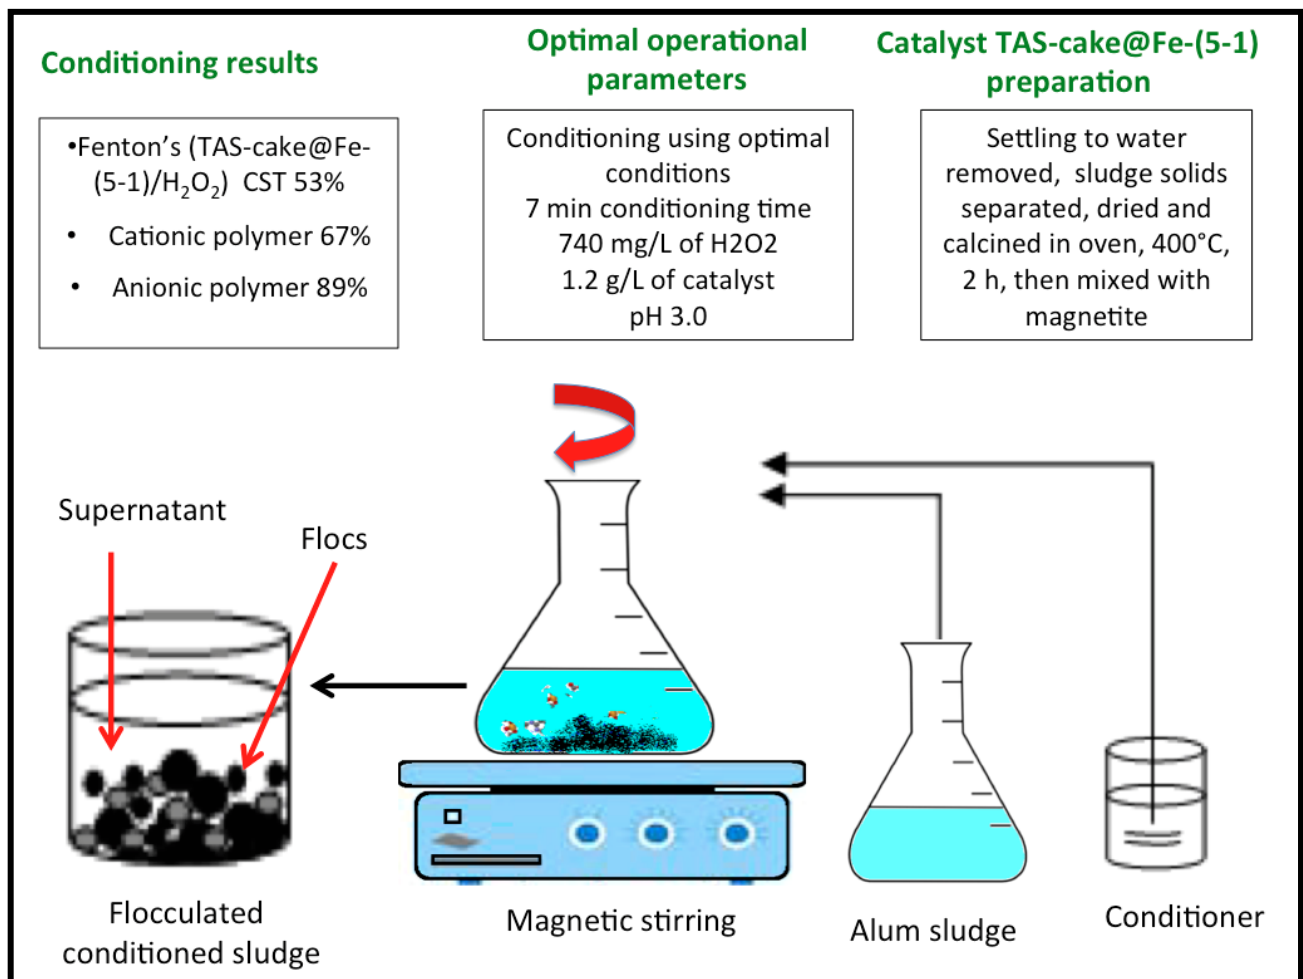 Conditioning results
•Fenton's (TAS-cake@Fe-
(5-1)/H₂O₂)  CST 53%
•  Cationic polymer 67%
•  Anionic polymer 89%
Optimal operational
parameters
Conditioning using optimal
conditions
7 min conditioning time
740 mg/L of H2O2
1.2 g/L of catalyst
pH 3.0
Catalyst TAS-cake@Fe-(5-1)
preparation
Settling to water
removed,  sludge solids
separated, dried and
calcined in oven, 400°C,
2 h, then mixed with
magnetite
Supernatant
Flocs
Flocculated
conditioned sludge
Magnetic stirring
Alum sludge
Conditioner